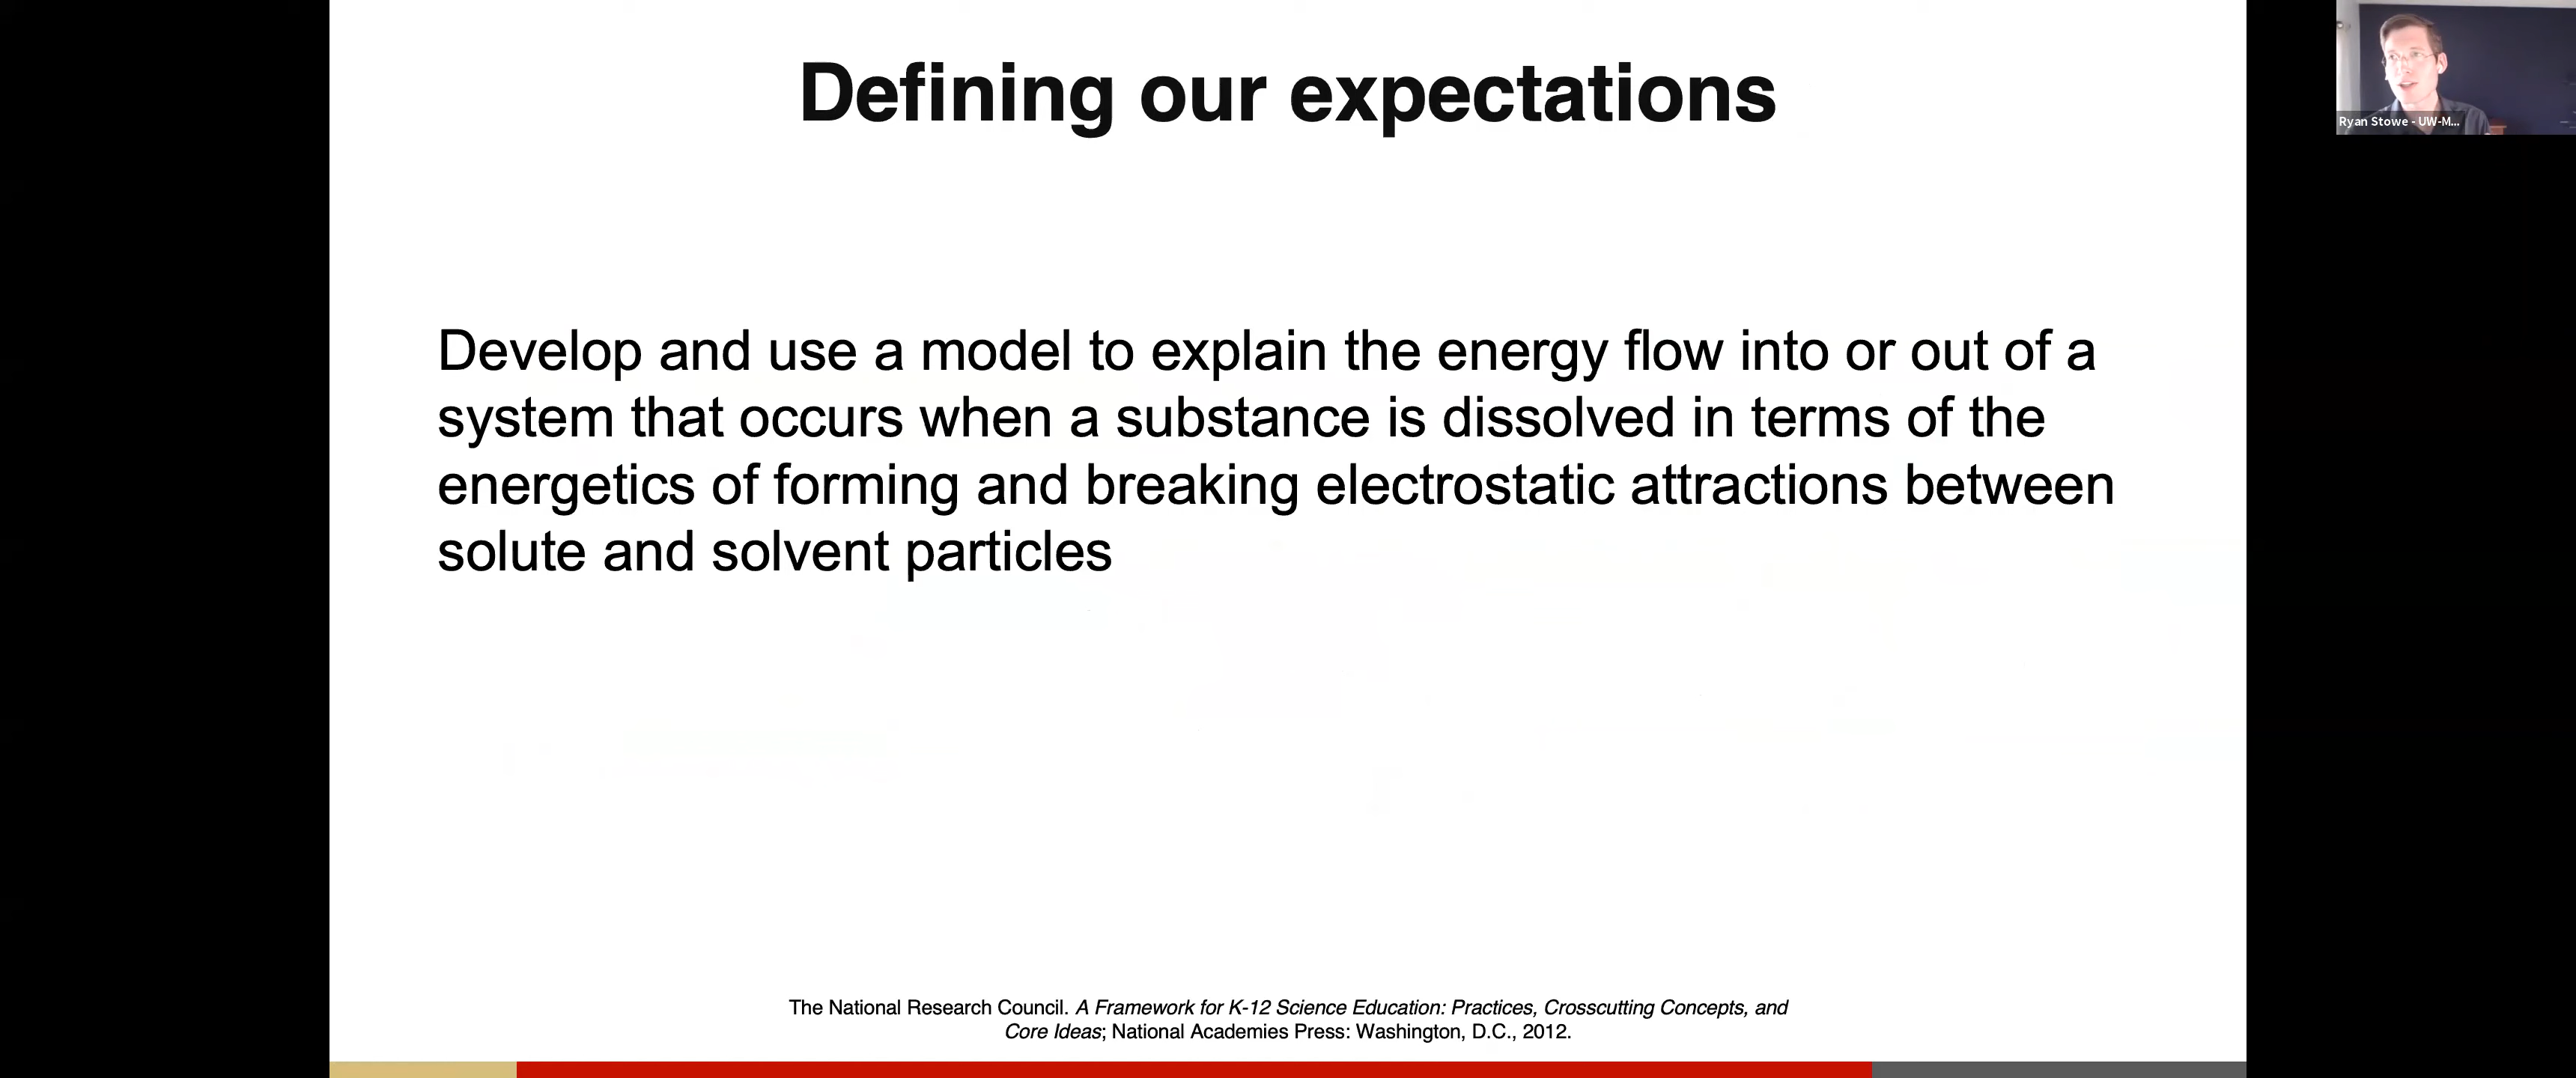 Defining our expectations
Ryan Stowe - UW-M...
Develop and use a model to explain the energy flow into or out of a
system that occurs when a substance is dissolved in terms of the
energetics of forming and breaking electrostatic attractions between
solute and solvent particles
The National Research Council. A Framework for K-12 Science Education: Practices, Crosscutting Concepts, and
Core Ideas; National Academies Press: Washington, D.C., 2012.